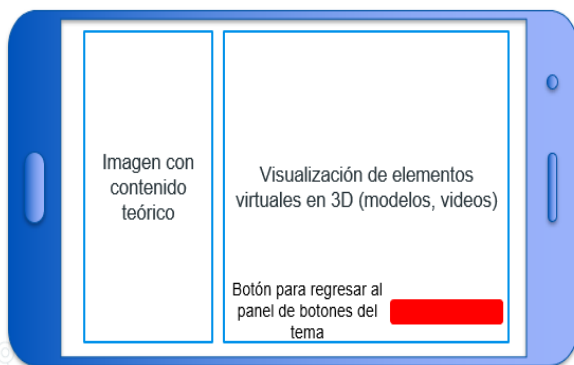 Imagen con
contenido
teórico
Visualización de elementos
virtuales en 3D (modelos, videos)
Botón para regresar al
panel de botones del
tema